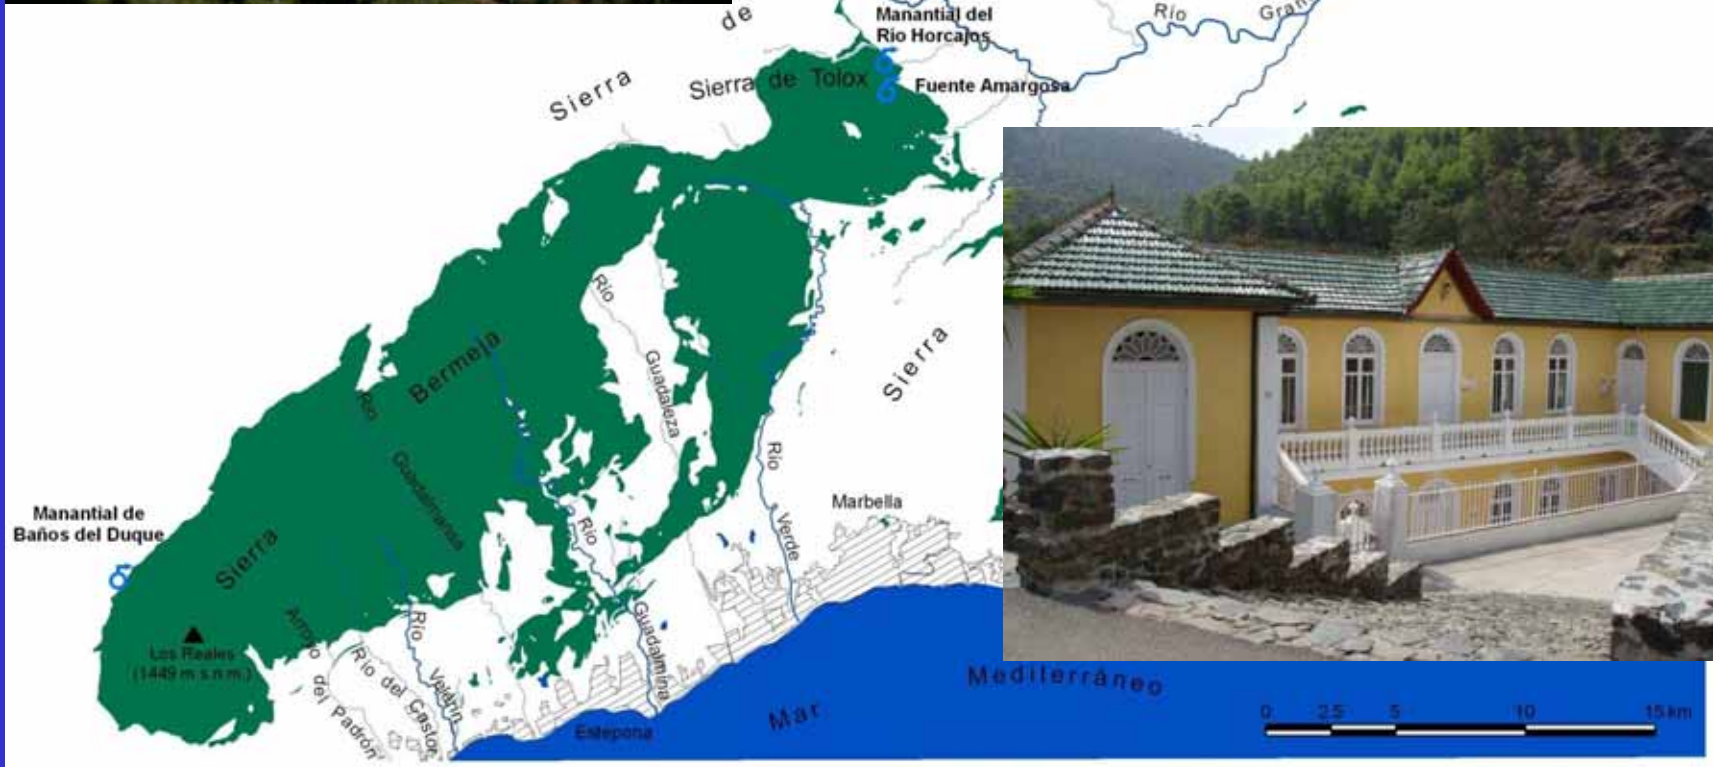 de
Manantial del
Río Horcajos
Río Gran
Sierra
Sierra de Tolox
Fuente Amargosa
Río
Guadaleza
Bermeja
Río
Guadalmansa
Sierra
Río
Verde
Marbella
Manantial de
Baños del Duque
Sierra
Río
Guadalmina
Los Reales
(1449 m s.n.m.)
Arroyo
del Padrón
Río del Castor
Río
Velerín
Estepona
Mar
Mediterráneo
0 2.5 5 10 15 km